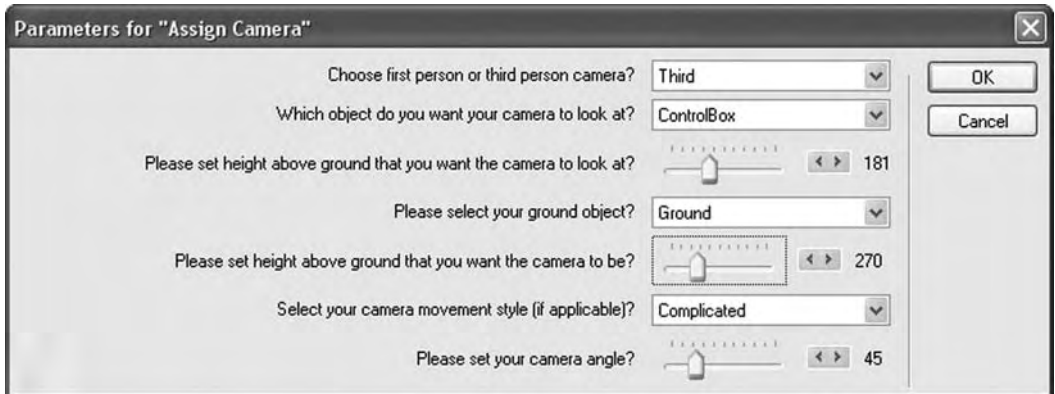 Parameters for "Assign Camera"
Choose first person or third person camera? Third OK
Which object do you want your camera to look at? ControlBox Cancel
Please set height above ground that you want the camera to look at? 181
Please select your ground object? Ground
Please set height above ground that you want the camera to be? 270
Select your camera movement style (if applicable)? Complicated
Please set your camera angle? 45